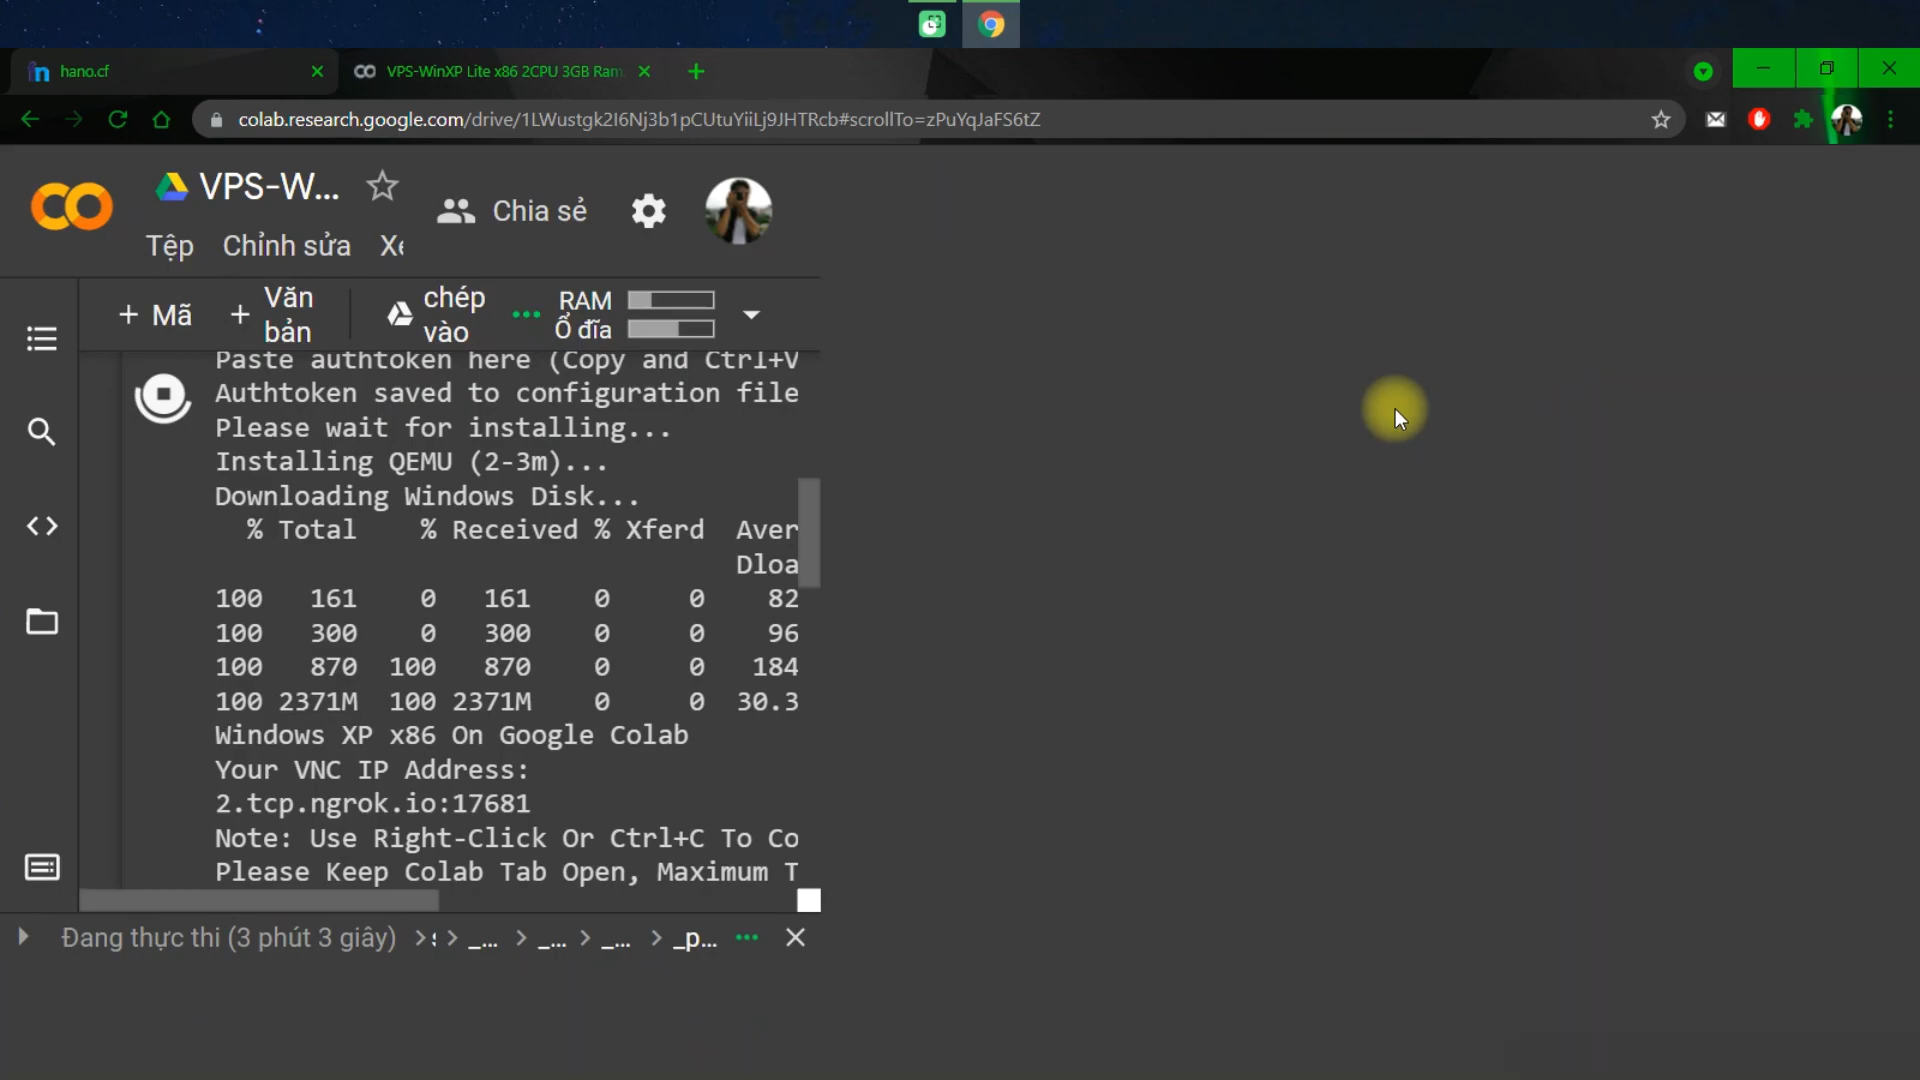 hano.cf
VPS-WinXP Lite x86 2CPU 3GB Ram
colab.research.google.com/drive/1LWustgk2I6Nj3b1pCUtuYiiLj9JHTRcb#scrollTo=zPuYqJaFS6tZ
VPS-W...
Chia sẻ
Tệp Chỉnh sửa Xe
+ Mã
+ Văn bản
chép vào
RAM
Ổ đĩa
Paste authtoken here (Copy and Ctrl+V
Authtoken saved to configuration file
Please wait for installing...
Installing QEMU (2-3m)...
Downloading Windows Disk...
% Total % Received % Xferd Aver
Dloa
100 161 0 161 0 0 82
100 300 0 300 0 0 96
100 870 100 870 0 0 184
100 2371M 100 2371M 0 0 30.3
Windows XP x86 On Google Colab
Your VNC IP Address:
2.tcp.ngrok.io:17681
Note: Use Right-Click Or Ctrl+C To Co
Please Keep Colab Tab Open, Maximum T
Đang thực thi (3 phút 3 giây) > > _... > _... > _... > _p...